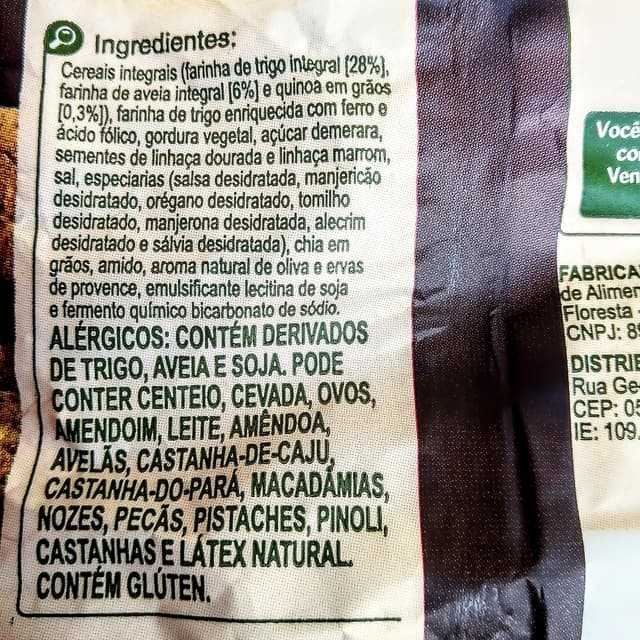 Ingredientes:
Cereais integrais (farinha de trigo integral [28%],
farinha de aveia integral [6%] e quinoa em grãos
[0,3%]), farinha de trigo enriquecida com ferro e
ácido fólico, gordura vegetal, açúcar demerara,
sementes de linhaça dourada e linhaça marrom,
sal, especiarias (salsa desidratada, manjericão
desidratado, orégano desidratado, tomilho
desidratado, manjerona desidratada, alecrim
desidratado e sálvia desidratada), chia em
grãos, amido, aroma natural de oliva e ervas
de provence, emulsificante lecitina de soja
e fermento químico bicarbonato de sódio.
ALÉRGICOS: CONTÉM DERIVADOS
DE TRIGO, AVEIA E SOJA. PODE
CONTER CENTEIO, CEVADA, OVOS,
AMENDOIM, LEITE, AMÊNDOA,
AVELÃS, CASTANHA-DE-CAJU,
CASTANHA-DO-PARÁ, MACADÂMIAS,
NOZES, PECÃS, PISTACHES, PINOLI,
CASTANHAS E LÁTEX NATURAL.
CONTÉM GLÚTEN.
Você
co
Ven
FABRICA
de Alimen
Floresta -
CNPJ: 8
DISTRIB
Rua Ge
CEP: 05
IE: 109.